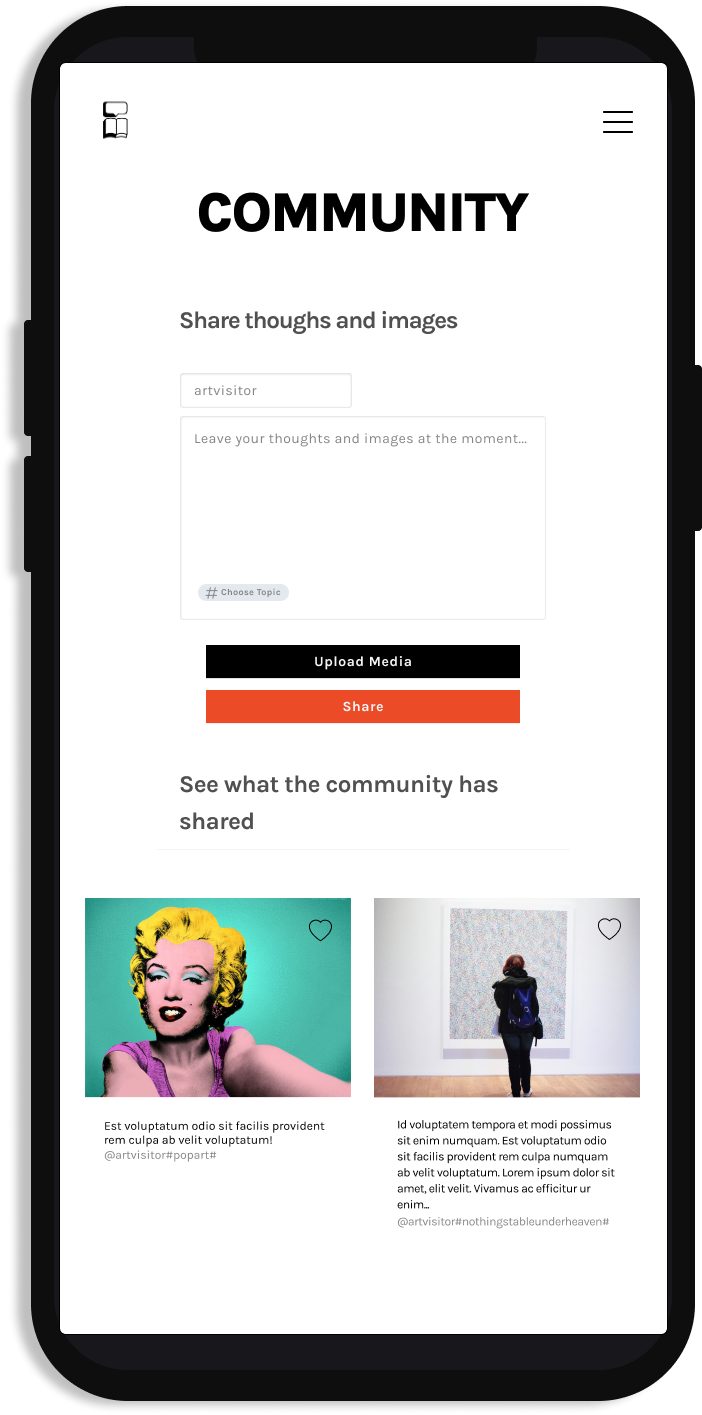 COMMUNITY
Share thoughs and images
artvisitor
Leave your thoughts and images at the moment...
# Choose Topic
Upload Media
Share
See what the community has
shared
Est voluptatum odio sit facilis provident
rem culpa ab velit voluptatum!
@artvisitor#popart#
Id voluptatem tempora et modi possimus
sit enim numquam. Est voluptatum odio
sit facilis provident rem culpa numquam
ab velit voluptatum. Lorem ipsum dolor sit
amet, elit velit. Vivamus ac efficitur ur
enim...
@artvisitor#nothingstableunderheaven#